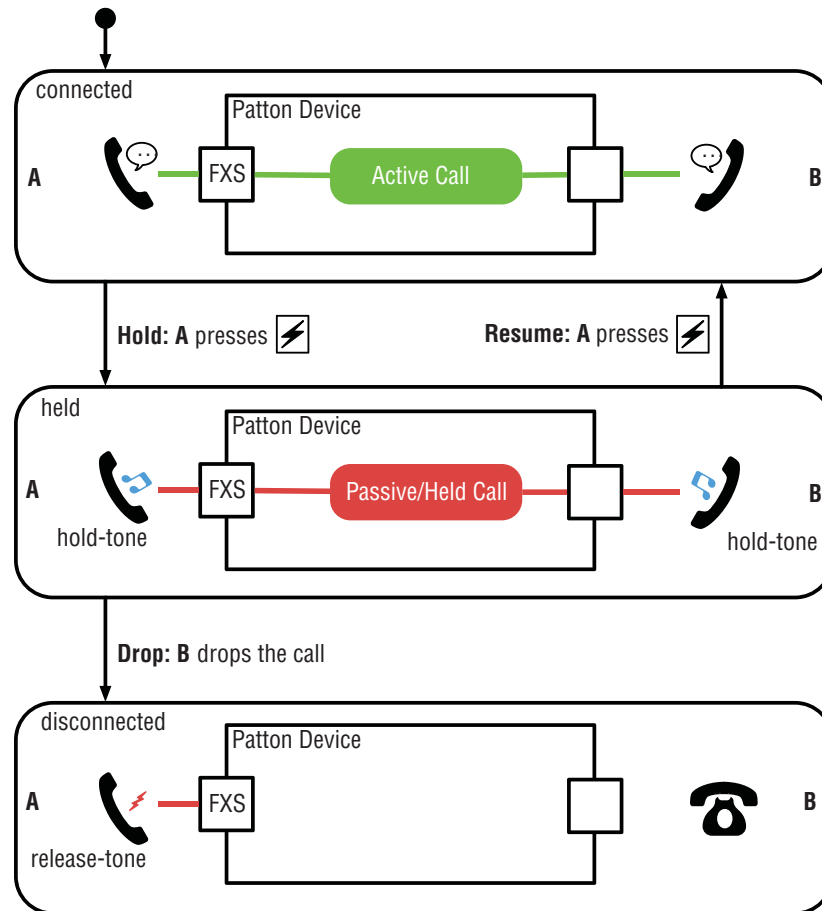 connected
Patton Device
A
FXS
Active Call
B
Hold: A presses
Resume: A presses
held
Patton Device
A
FXS
Passive/Held Call
B
hold-tone
hold-tone
Drop: B drops the call
disconnected
Patton Device
A
FXS
B
release-tone